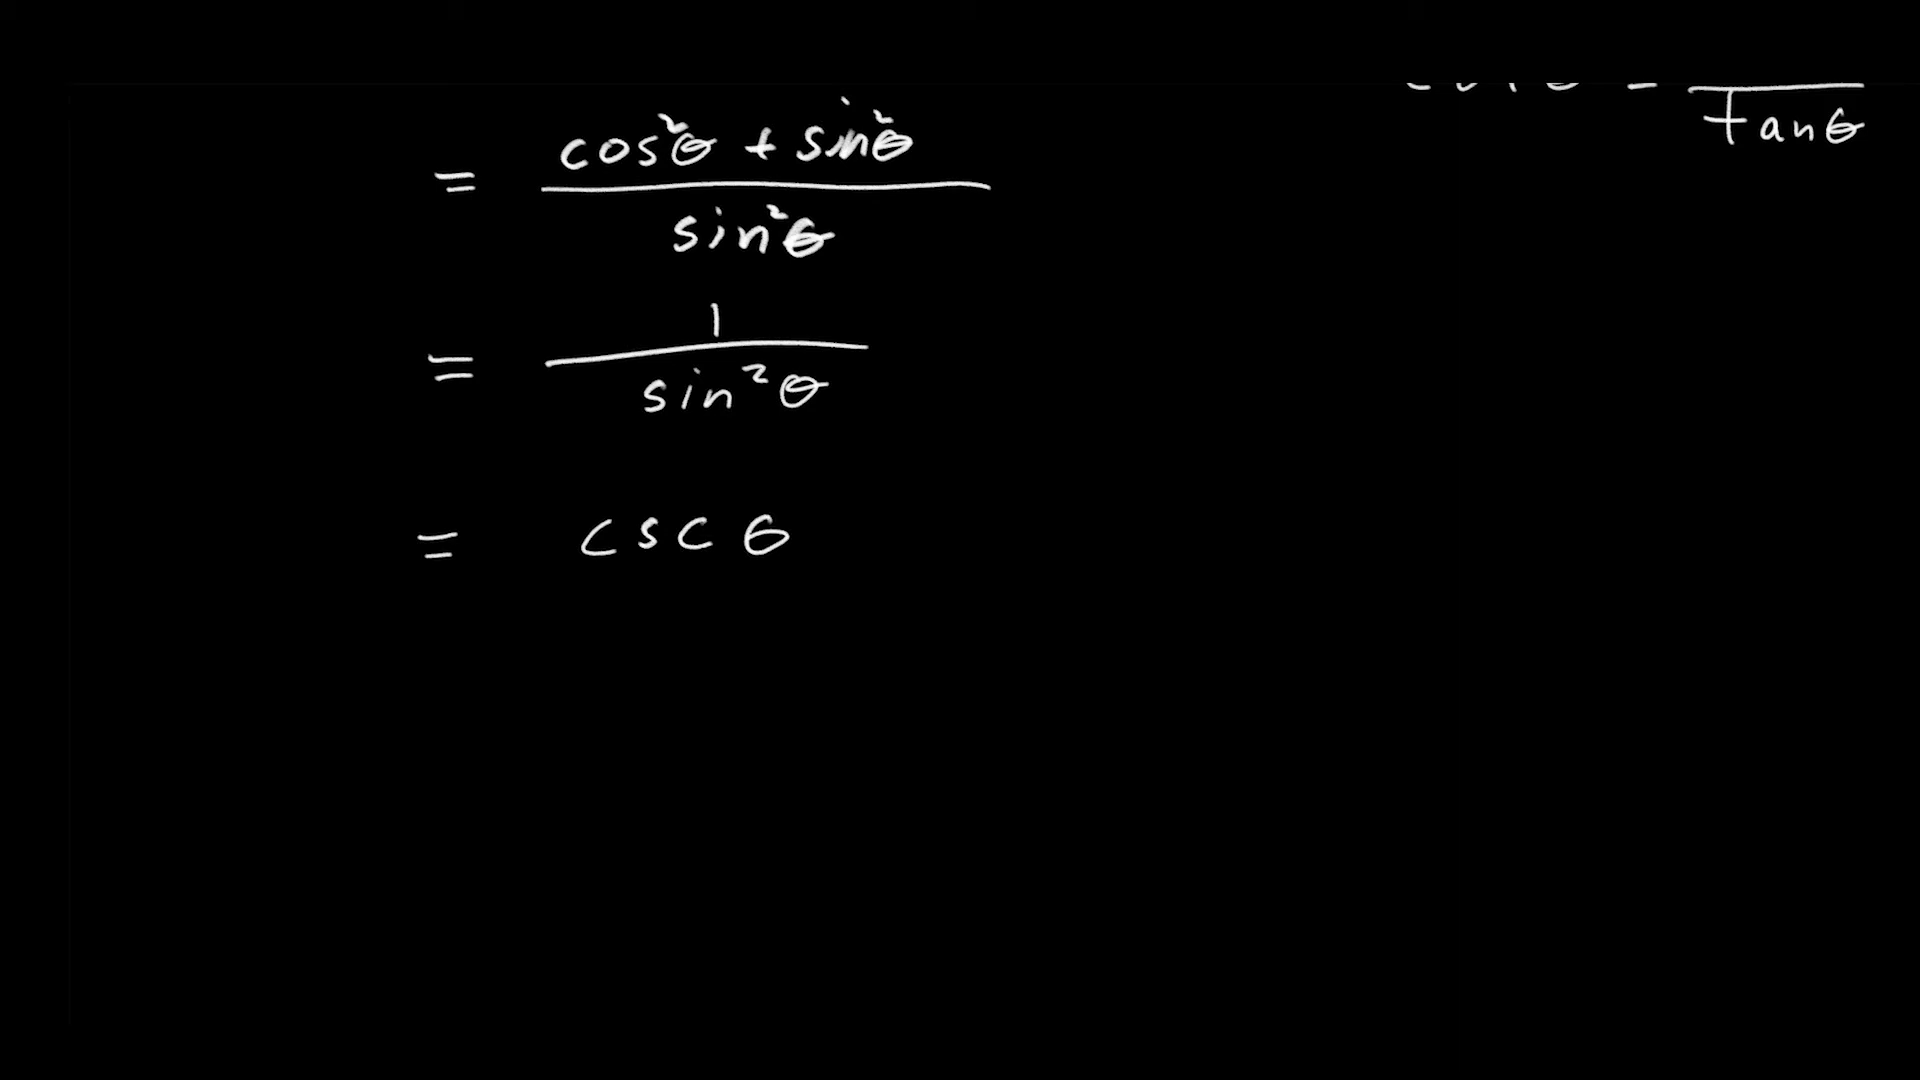 = cos²θ + sin²θ / sin²θ
tanθ
= 1 / sin²θ
= csc θ